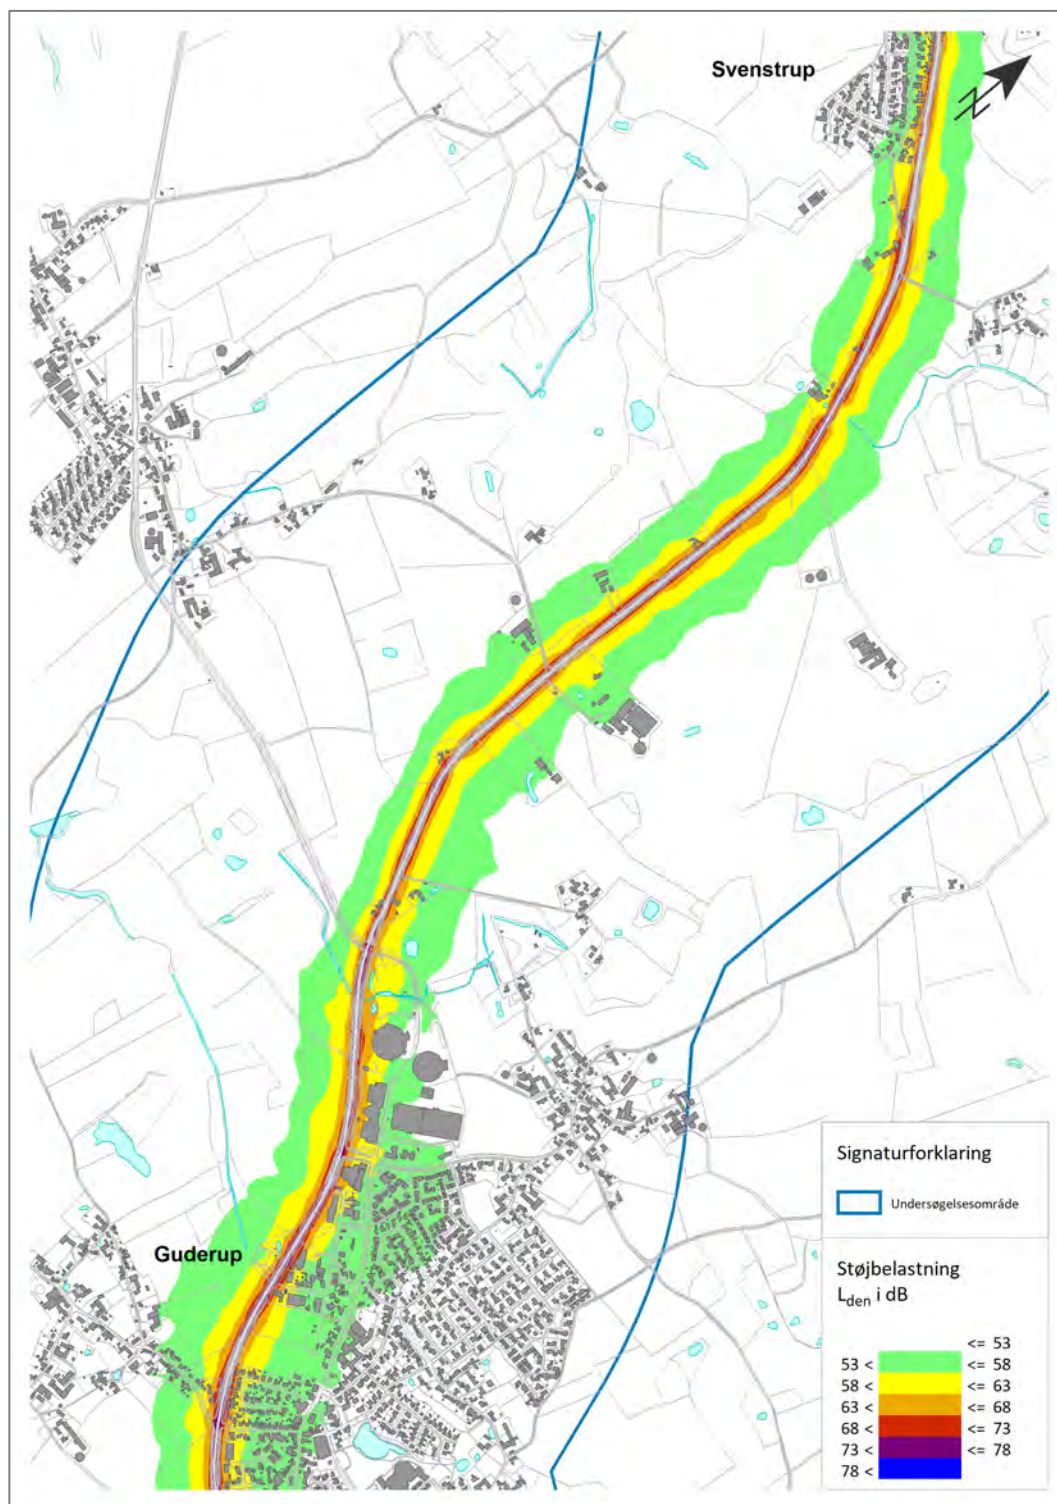 Svenstrup
N
Guderup
Signaturforklaring
Undersøgelsesområde
Støjbelastning
Lden i dB
<= 53
53 < <= 58
58 < <= 63
63 < <= 68
68 < <= 73
73 < <= 78
78 <